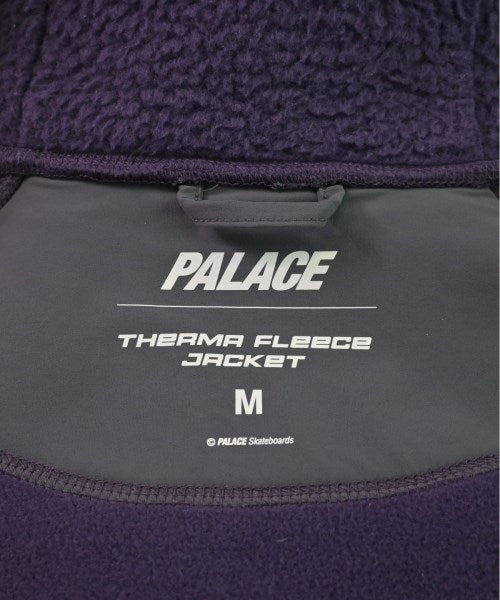 PALACE
THERMA FLEECE
JACKET
M
© PALACE Skateboards